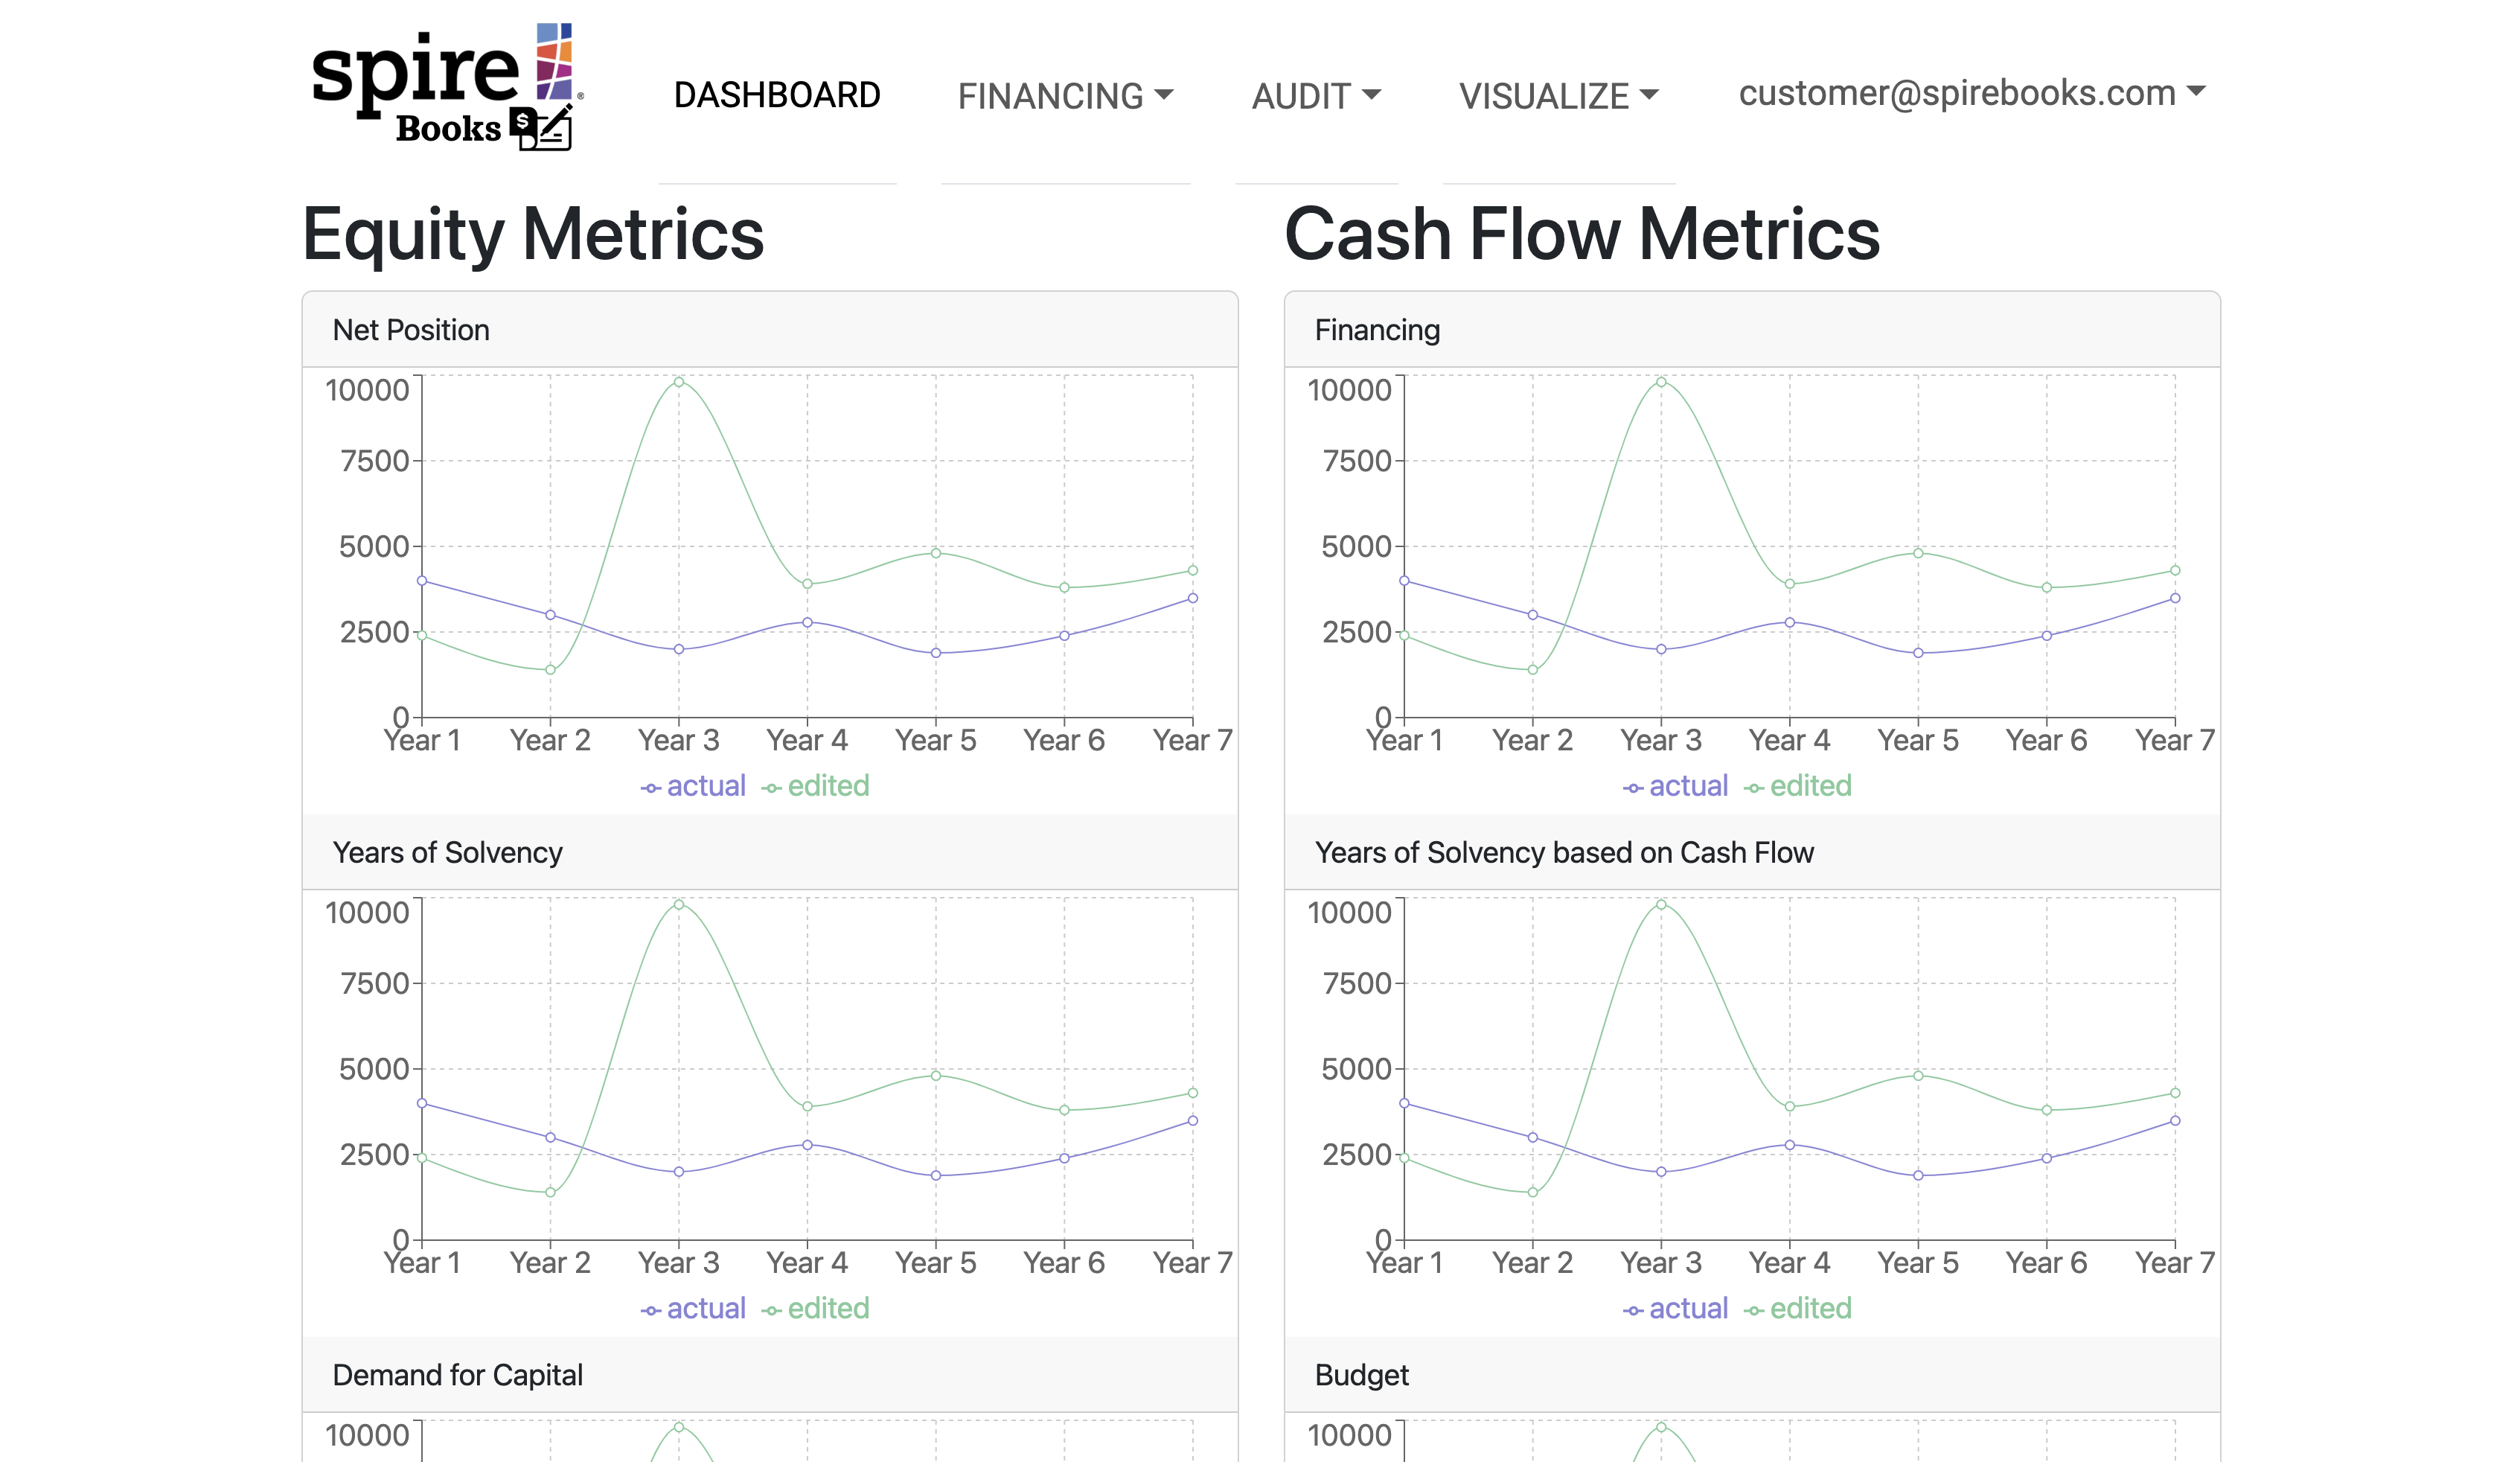 spire®
Books
$
DASHBOARD
FINANCING
AUDIT
VISUALIZE
customer@spirebooks.com
Equity Metrics
Cash Flow Metrics
Net Position
10000
7500
5000
2500
0
Year 1 Year 2 Year 3 Year 4 Year 5 Year 6 Year 7
actual edited
Financing
10000
7500
5000
2500
0
Year 1 Year 2 Year 3 Year 4 Year 5 Year 6 Year 7
actual edited
Years of Solvency
10000
7500
5000
2500
0
Year 1 Year 2 Year 3 Year 4 Year 5 Year 6 Year 7
actual edited
Years of Solvency based on Cash Flow
10000
7500
5000
2500
0
Year 1 Year 2 Year 3 Year 4 Year 5 Year 6 Year 7
actual edited
Demand for Capital
10000
Budget
10000